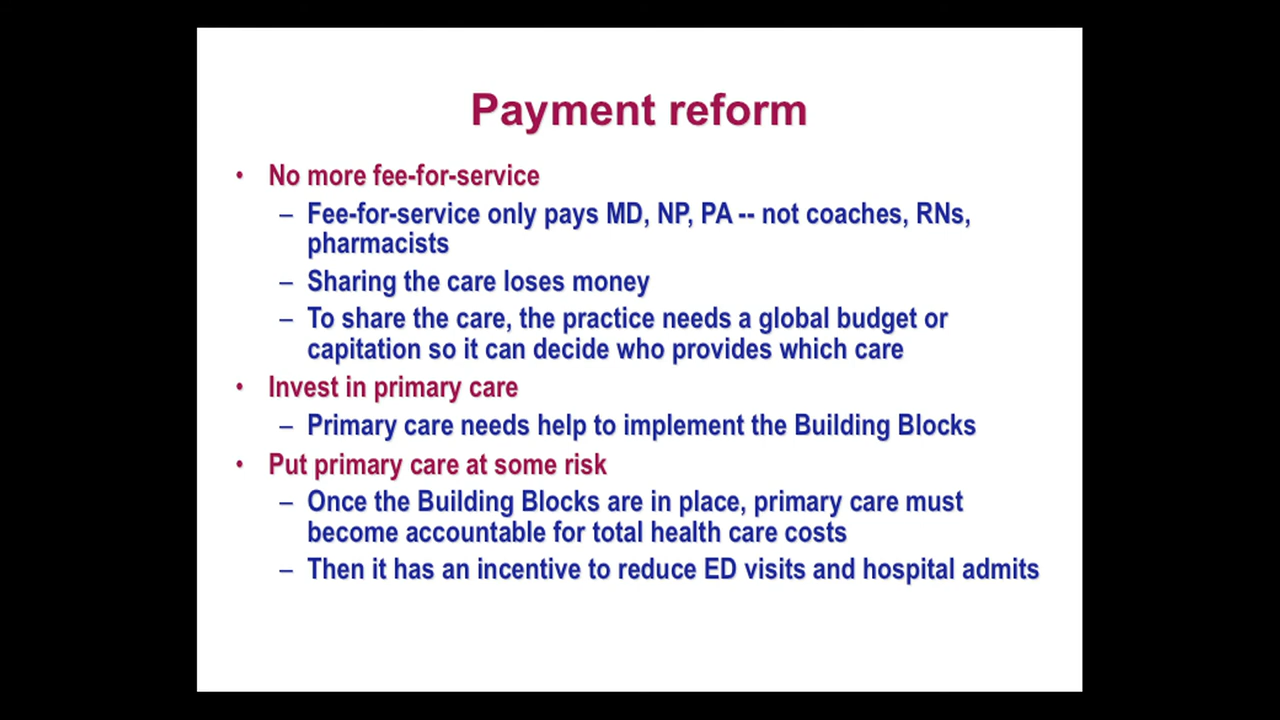 Payment reform
• No more fee-for-service
– Fee-for-service only pays MD, NP, PA -- not coaches, RNs,
pharmacists
– Sharing the care loses money
– To share the care, the practice needs a global budget or
capitation so it can decide who provides which care
• Invest in primary care
– Primary care needs help to implement the Building Blocks
• Put primary care at some risk
– Once the Building Blocks are in place, primary care must
become accountable for total health care costs
– Then it has an incentive to reduce ED visits and hospital admits